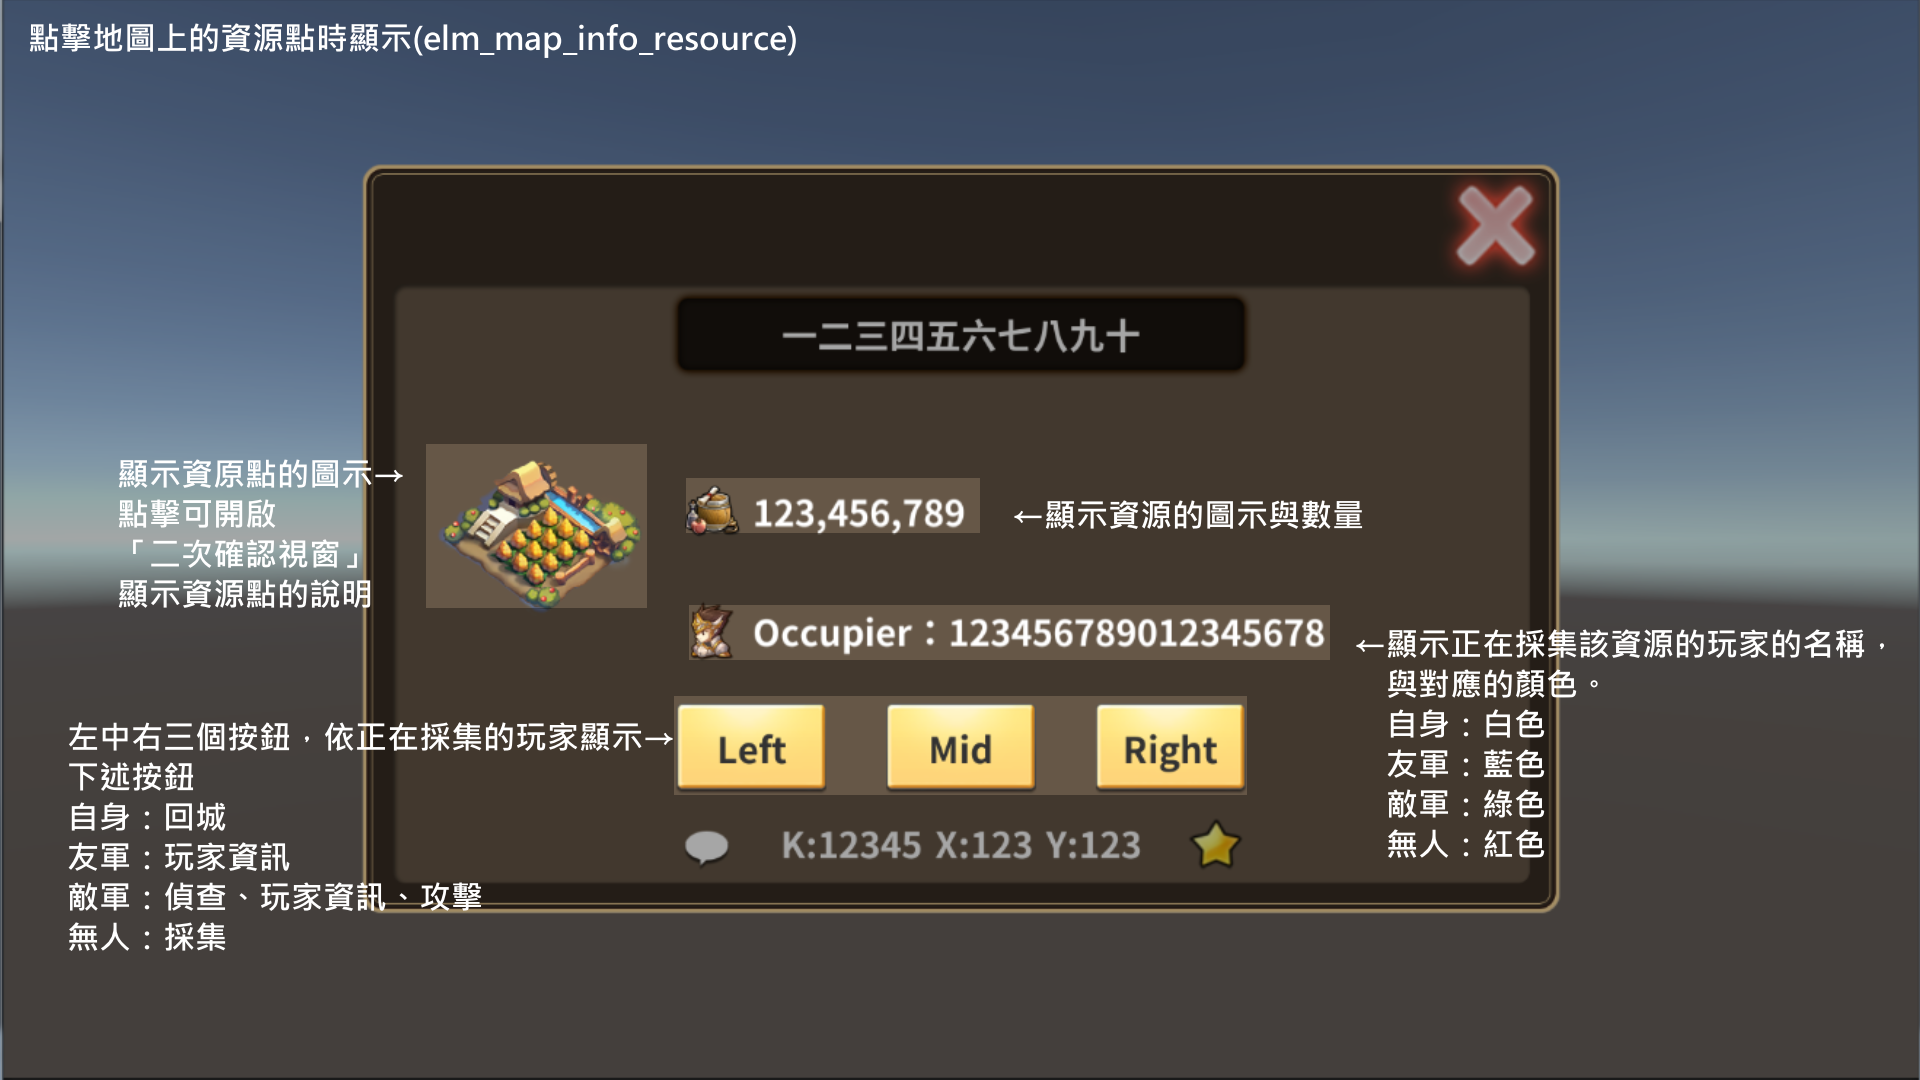 點擊地圖上的資源點時顯示(elm_map_info_resource)
一二三四五六七八九十
顯示資原點的圖示→
點擊可開啟
「二次確認視窗」
顯示資源點的說明
123,456,789
←顯示資源的圖示與數量
Occupier：123456789012345678
←顯示正在採集該資源的玩家的名稱，
與對應的顏色。
自身：白色
友軍：藍色
敵軍：綠色
無人：紅色
左中右三個按鈕，依正在採集的玩家顯示→
下述按鈕
自身：回城
友軍：玩家資訊
敵軍：偵查、玩家資訊、攻擊
無人：採集
Left
Mid
Right
K:12345 X:123 Y:123